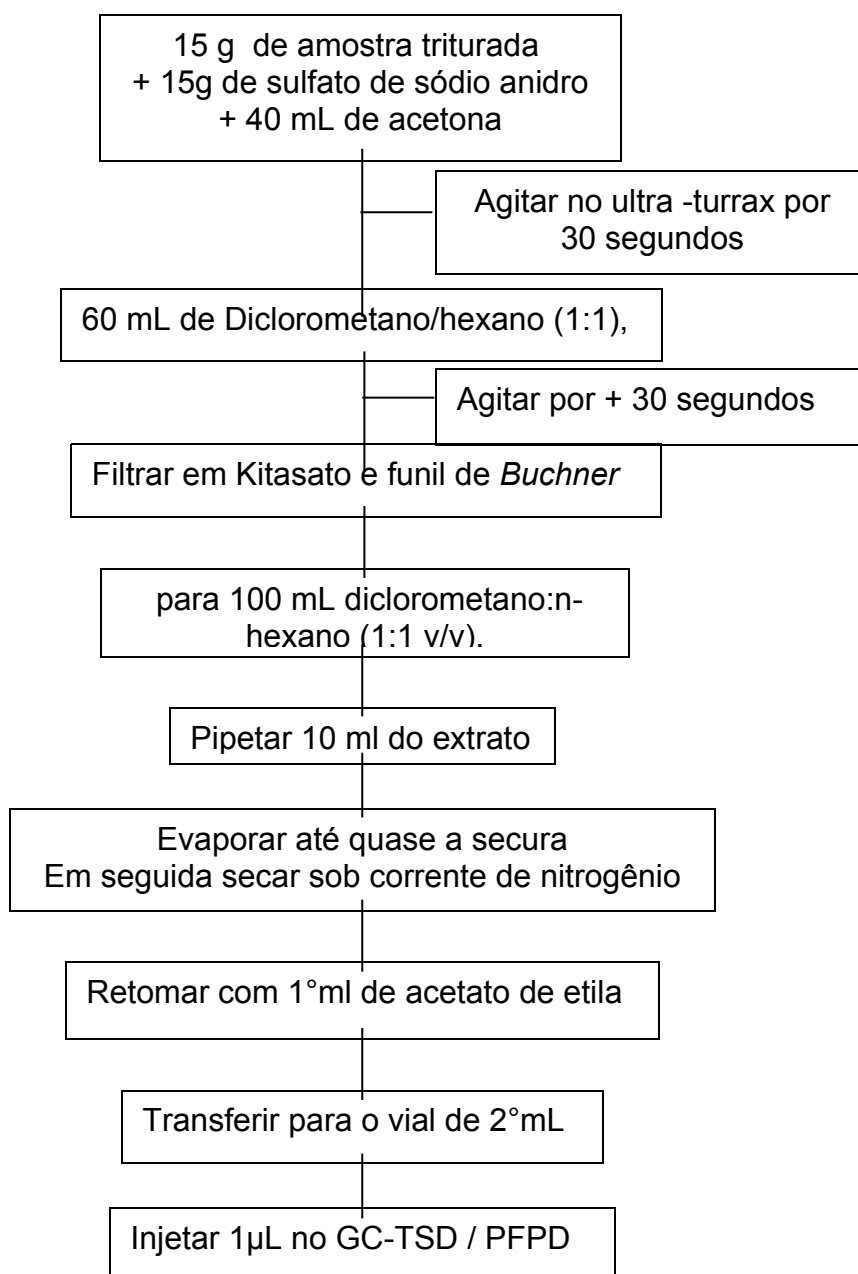 15 g de amostra triturada
+ 15g de sulfato de sódio anidro
+ 40 mL de acetona
Agitar no ultra -turrax por
30 segundos
60 mL de Diclorometano/hexano (1:1),
Agitar por + 30 segundos
Filtrar em Kitasato e funil de Buchner
para 100 mL diclorometano:n-
hexano (1:1 v/v).
Pipetar 10 ml do extrato
Evaporar até quase a secura
Em seguida secar sob corrente de nitrogênio
Retomar com 1°ml de acetato de etila
Transferir para o vial de 2°mL
Injetar 1µL no GC-TSD / PFPD